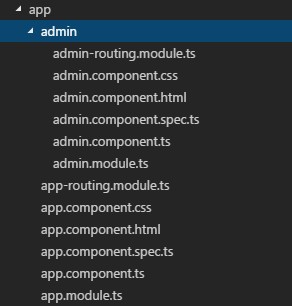 app
admin
admin-routing.module.ts
admin.component.css
admin.component.html
admin.component.spec.ts
admin.component.ts
admin.module.ts
app-routing.module.ts
app.component.css
app.component.html
app.component.spec.ts
app.component.ts
app.module.ts